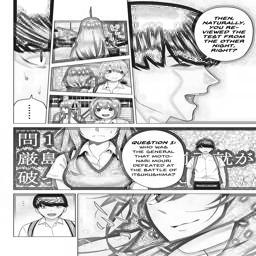 THEN,
NATURALLY,
YOU RE-
VIEWED THE
TEST FROM
THE OTHER
NIGHT,
RIGHT?
QUESTION 1:
WHO WAS
THE GENERAL
THAT MOTO-
NARI MOURI
DEFEATED AT
THE BATTLE OF
ITSUKUSHIMA?
問1
厳島
破
が